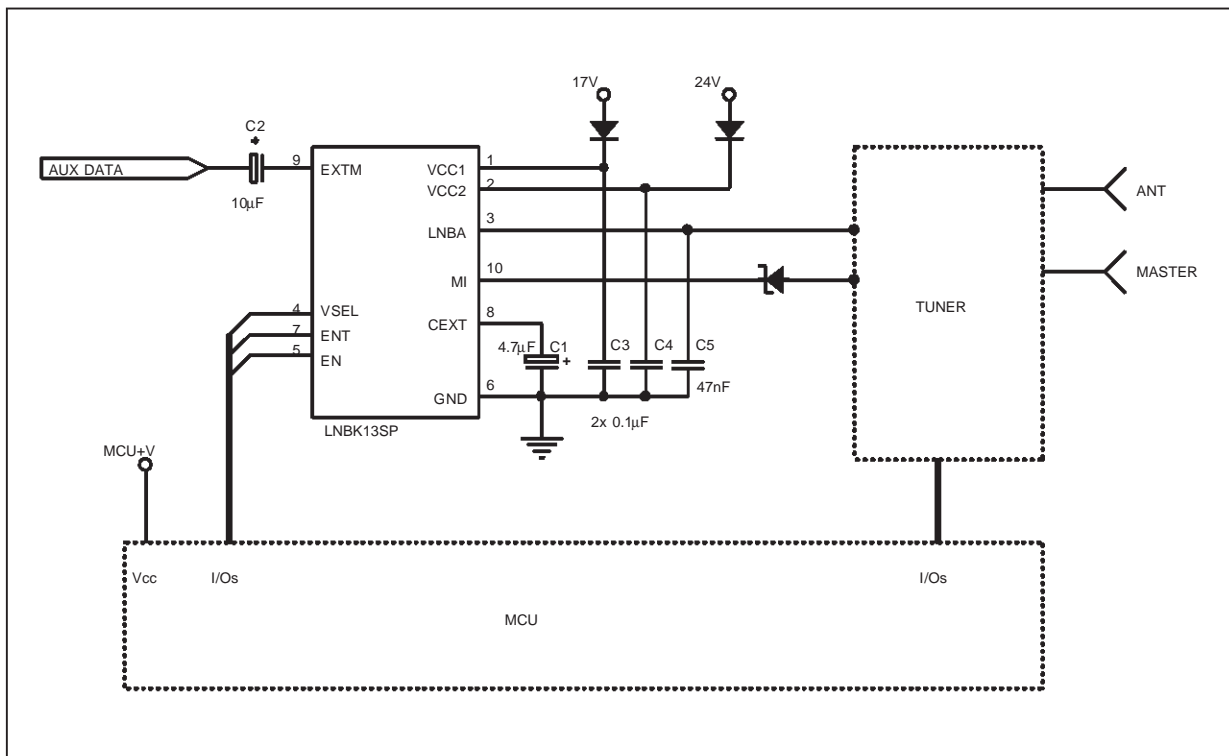 17V
24V
C2
+
AUX DATA
9
EXTM
VCC1
1
VCC2
2
10µF
LNBA
3
ANT
MI
10
MASTER
TUNER
4
VSEL
7
ENT
5
EN
CEXT
8
4.7µF
C1
+
C3
C4
C5
47nF
GND
6
2x 0.1µF
LNBK13SP
MCU+V
Vcc
I/Os
I/Os
MCU